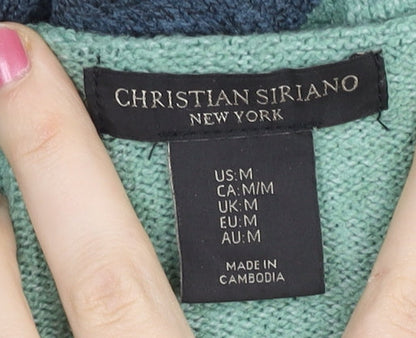 CHRISTIAN SIRIANO
NEW YORK
US:M
CA:M/M
UK:M
EU:M
AU:M
MADE IN
CAMBODIA